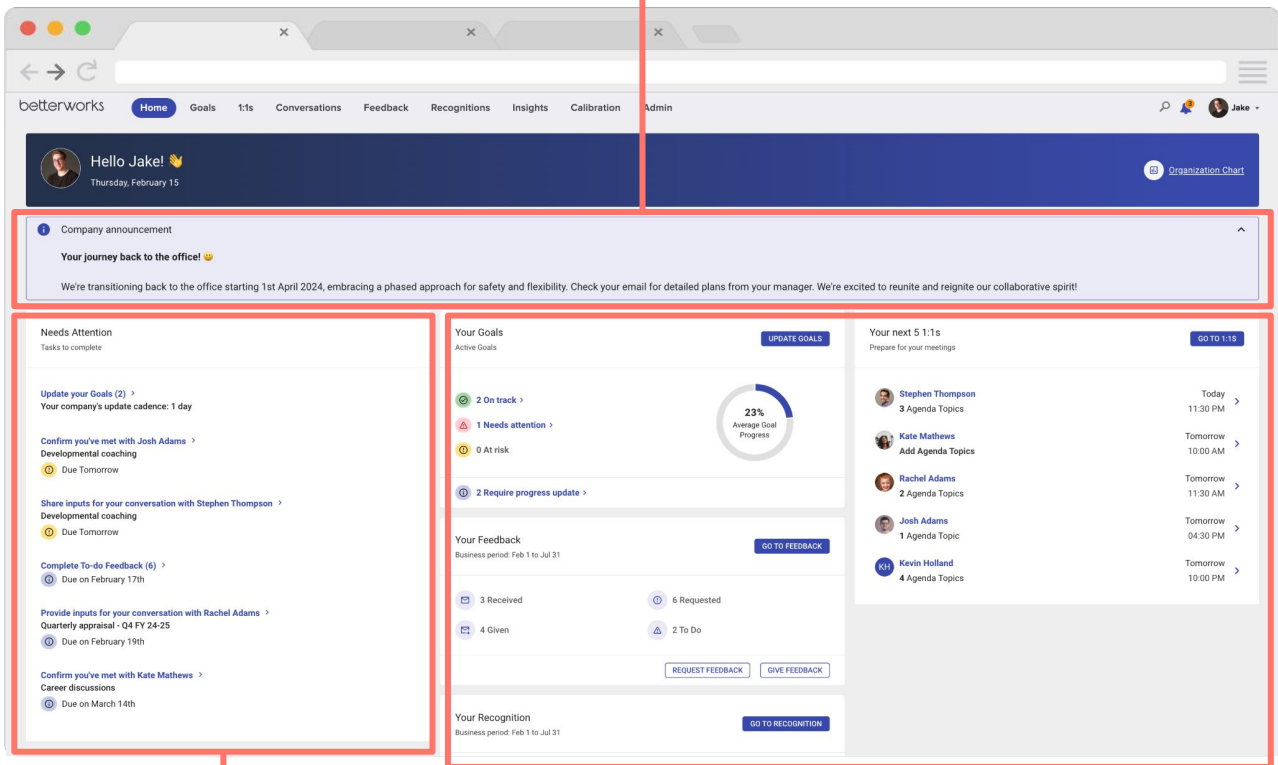 betterworks
Home
Goals
1:1s
Conversations
Feedback
Recognitions
Insights
Calibration
Admin
3
Jake
Hello Jake! 👋
Thursday, February 15
Organization Chart
Company announcement
Your journey back to the office! 😀
We're transitioning back to the office starting 1st April 2024, embracing a phased approach for safety and flexibility. Check your email for detailed plans from your manager. We're excited to reunite and reignite our collaborative spirit!
Needs Attention
Tasks to complete
Update your Goals (2) >
Your company's update cadence: 1 day
Confirm you've met with Josh Adams >
Developmental coaching
Due Tomorrow
Share inputs for your conversation with Stephen Thompson >
Developmental coaching
Due Tomorrow
Complete To-do Feedback (6) >
Due on February 17th
Provide inputs for your conversation with Rachel Adams >
Quarterly appraisal - Q4 FY 24-25
Due on February 19th
Confirm you've met with Kate Mathews >
Career discussions
Due on March 14th
Your Goals
Active Goals
UPDATE GOALS
2 On track >
1 Needs attention >
0 At risk
23%
Average Goal
Progress
2 Require progress update >
Your Feedback
Business period: Feb 1 to Jul 31
GO TO FEEDBACK
3 Received
6 Requested
4 Given
2 To Do
REQUEST FEEDBACK
GIVE FEEDBACK
Your Recognition
Business period: Feb 1 to Jul 31
GO TO RECOGNITION
Your next 5 1:1s
Prepare for your meetings
GO TO 1:1S
Stephen Thompson
3 Agenda Topics
Today
11:30 PM
Kate Mathews
Add Agenda Topics
Tomorrow
10:00 AM
Rachel Adams
2 Agenda Topics
Tomorrow
11:30 AM
Josh Adams
1 Agenda Topic
Tomorrow
04:30 PM
KH
Kevin Holland
4 Agenda Topics
Tomorrow
10:00 PM